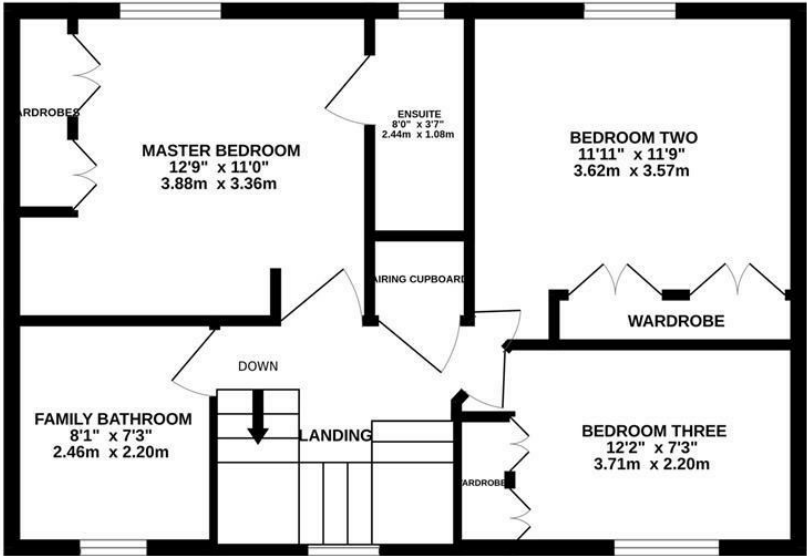 ARDROBES
MASTER BEDROOM
12'9" x 11'0"
3.88m x 3.36m
ENSUITE
8'0" x 3'7"
2.44m x 1.08m
BEDROOM TWO
11'11" x 11'9"
3.62m x 3.57m
AIRING CUPBOARD
WARDROBE
DOWN
LANDING
FAMILY BATHROOM
8'1" x 7'3"
2.46m x 2.20m
BEDROOM THREE
12'2" x 7'3"
3.71m x 2.20m
ARDROBE